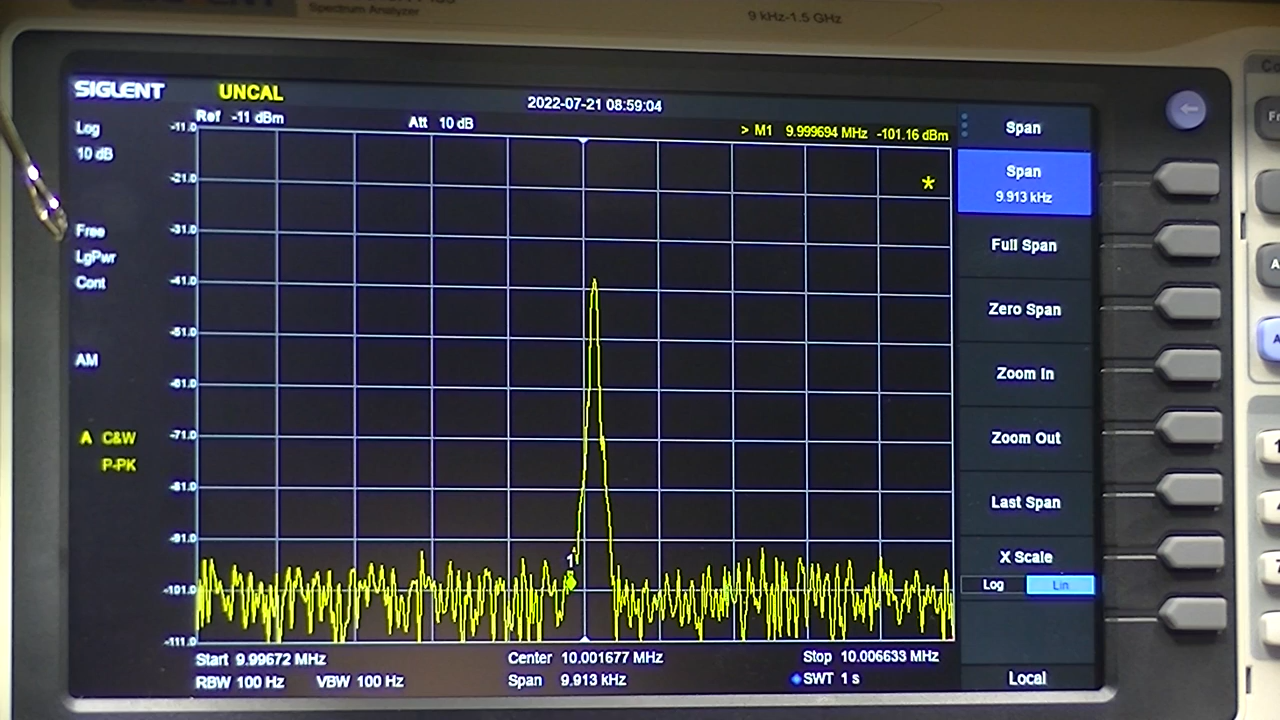 Spectrum Analyzer
9 kHz-1.5 GHz
SIGLENT
UNCAL
2022-07-21 08:59:04
Span
Log
10 dB
Ref -11 dBm
Att 10 dB
> M1 9.999694 MHz -101.16 dBm
-11.0
-21.0
-31.0
-41.0
-51.0
-61.0
-71.0
-81.0
-91.0
-101.0
-111.0
*
Free
LgPwr
Cont
AM
A C&W
P-PK
1
Span
9.913 kHz
Full Span
Zero Span
Zoom In
Zoom Out
Last Span
X Scale
Log Lin
Local
Start 9.99672 MHz
Center 10.001677 MHz
Stop 10.006633 MHz
RBW 100 Hz
VBW 100 Hz
Span 9.913 kHz
SWT 1 s